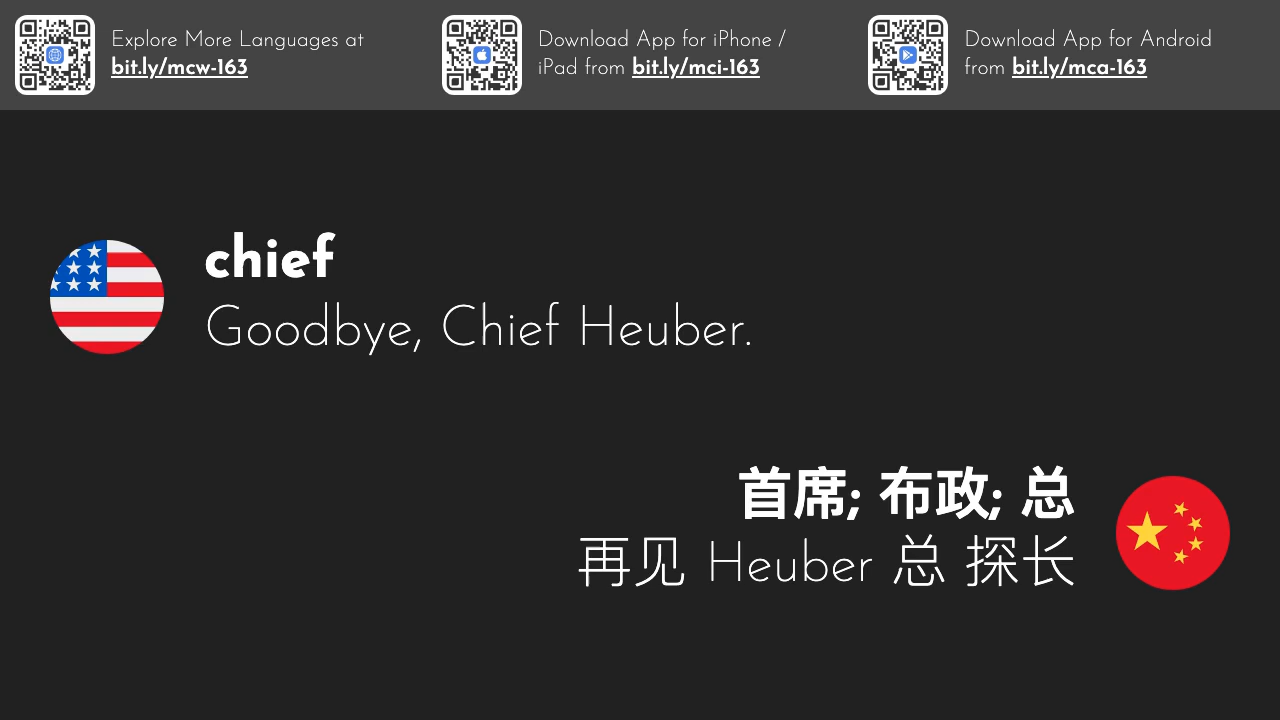 Explore More Languages at
bit.ly/mcw-163
Download App for iPhone /
iPad from bit.ly/mci-163
Download App for Android
from bit.ly/mca-163
chief
Goodbye, Chief Heuber.
首席; 布政; 总
再见 Heuber 总 探长